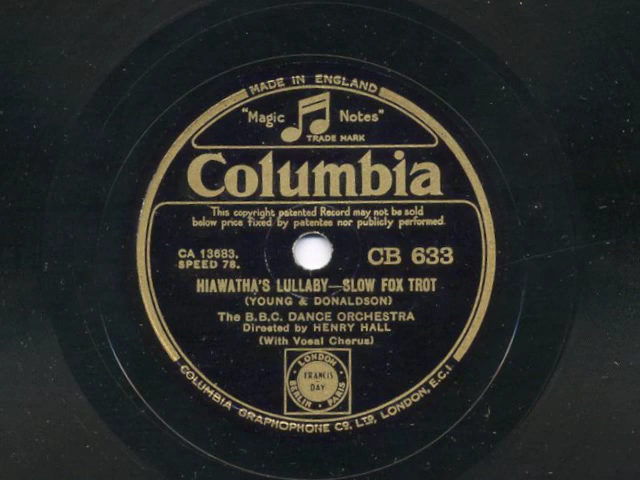 MADE IN ENGLAND
"Magic Notes"
TRADE MARK
Columbia
This copyright patented Record may not be sold
below price fixed by patentee nor publicly performed.
CA 13683.
SPEED 78.
CB 633
HIAWATHA'S LULLABY—SLOW FOX TROT
(YOUNG & DONALDSON)
The B.B.C. DANCE ORCHESTRA
Directed by HENRY HALL
(With Vocal Chorus)
LONDON
FRANCIS
DAY
BERLIN · PARIS
COLUMBIA GRAPHOPHONE CO. LTD. LONDON, E.C.1